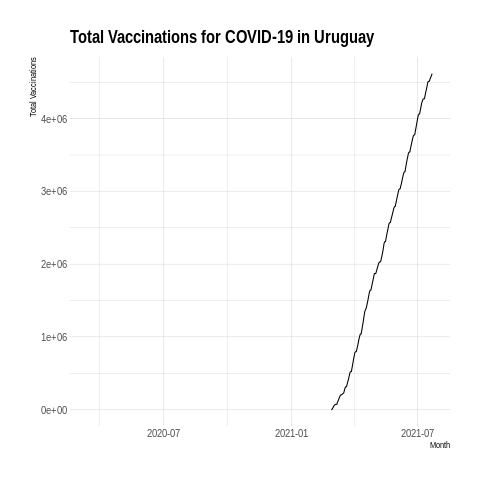 Total Vaccinations for COVID-19 in Uruguay
Total Vaccinations
4e+06
3e+06
2e+06
1e+06
0e+00
2020-07 2021-01 2021-07
Month